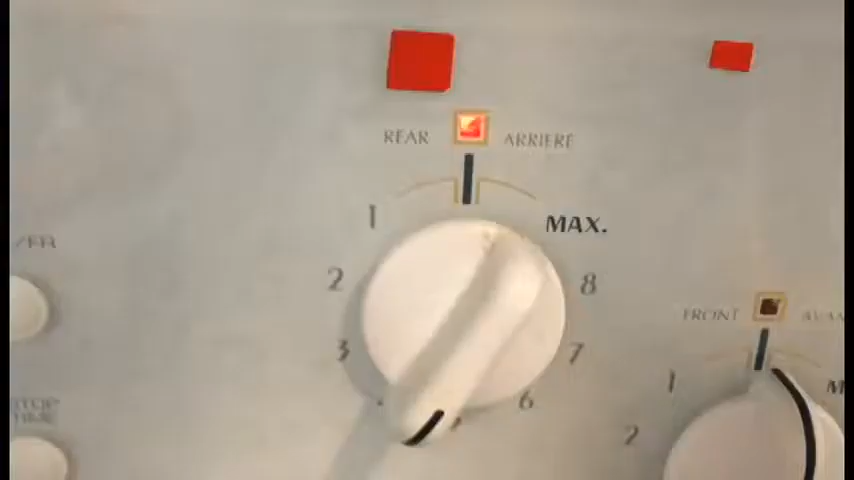 REAR ARRIERE
1 MAX.
2 8
3 7
6
FRONT
1
2